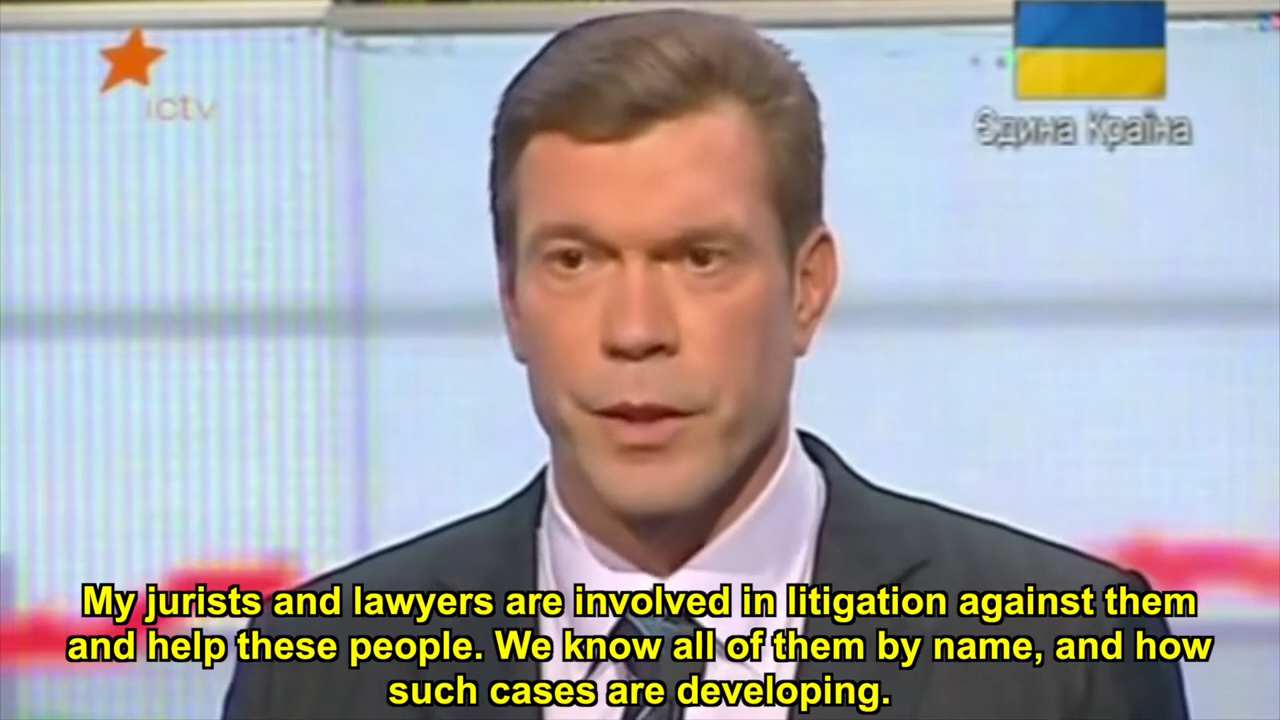 ictv
Єдина Країна
My jurists and lawyers are involved in litigation against them
and help these people. We know all of them by name, and how
such cases are developing.